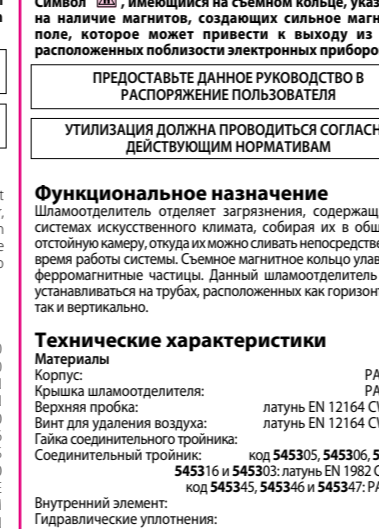 Символ , имеющийся на съемном кольце, указ
на наличие магнитов, создающих сильное магн
поле, которое может привести к выходу из
расположенных поблизости электронных приборо
ПРЕДОСТАВЬТЕ ДАННОЕ РУКОВОДСТВО В
РАСПОРЯЖЕНИЕ ПОЛЬЗОВАТЕЛЯ
УТИЛИЗАЦИЯ ДОЛЖНА ПРОВОДИТЬСЯ СОГЛАСН
ДЕЙСТВУЮЩИМ НОРМАТИВАМ
Функциональное назначение
Шламоотделитель отделяет загрязнения, содержащ
системах искусственного климата, собирая их в общ
отстойную камеру, откуда их можно сливать непосредстве
время работы системы. Съемное магнитное кольцо улав
ферромагнитные частицы. Данный шламоотделитель
устанавливаться на трубах, расположенных как горизонт
так и вертикально.
Технические характеристики
Материалы
Корпус: PA
Крышка шламоотделителя: PA
Верхняя пробка: латунь EN 12164 CW
Винт для удаления воздуха: латунь EN 12164 CW
Гайка соединительного тройника:
Соединительный тройник: код 545305, 545306, 5
545316 и 545303: латунь EN 1982 C
код 545345, 545346 и 545347: PA
Внутренний элемент:
Гидравлические уплотнения: